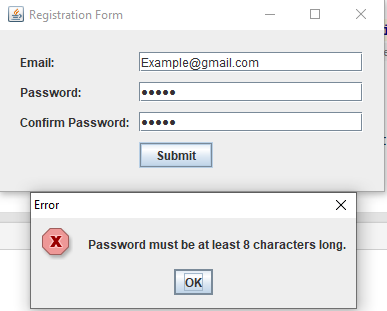 Registration Form
Email: Example@gmail.com
Password: •••••
Confirm Password: •••••
Submit
Error
Password must be at least 8 characters long.
OK